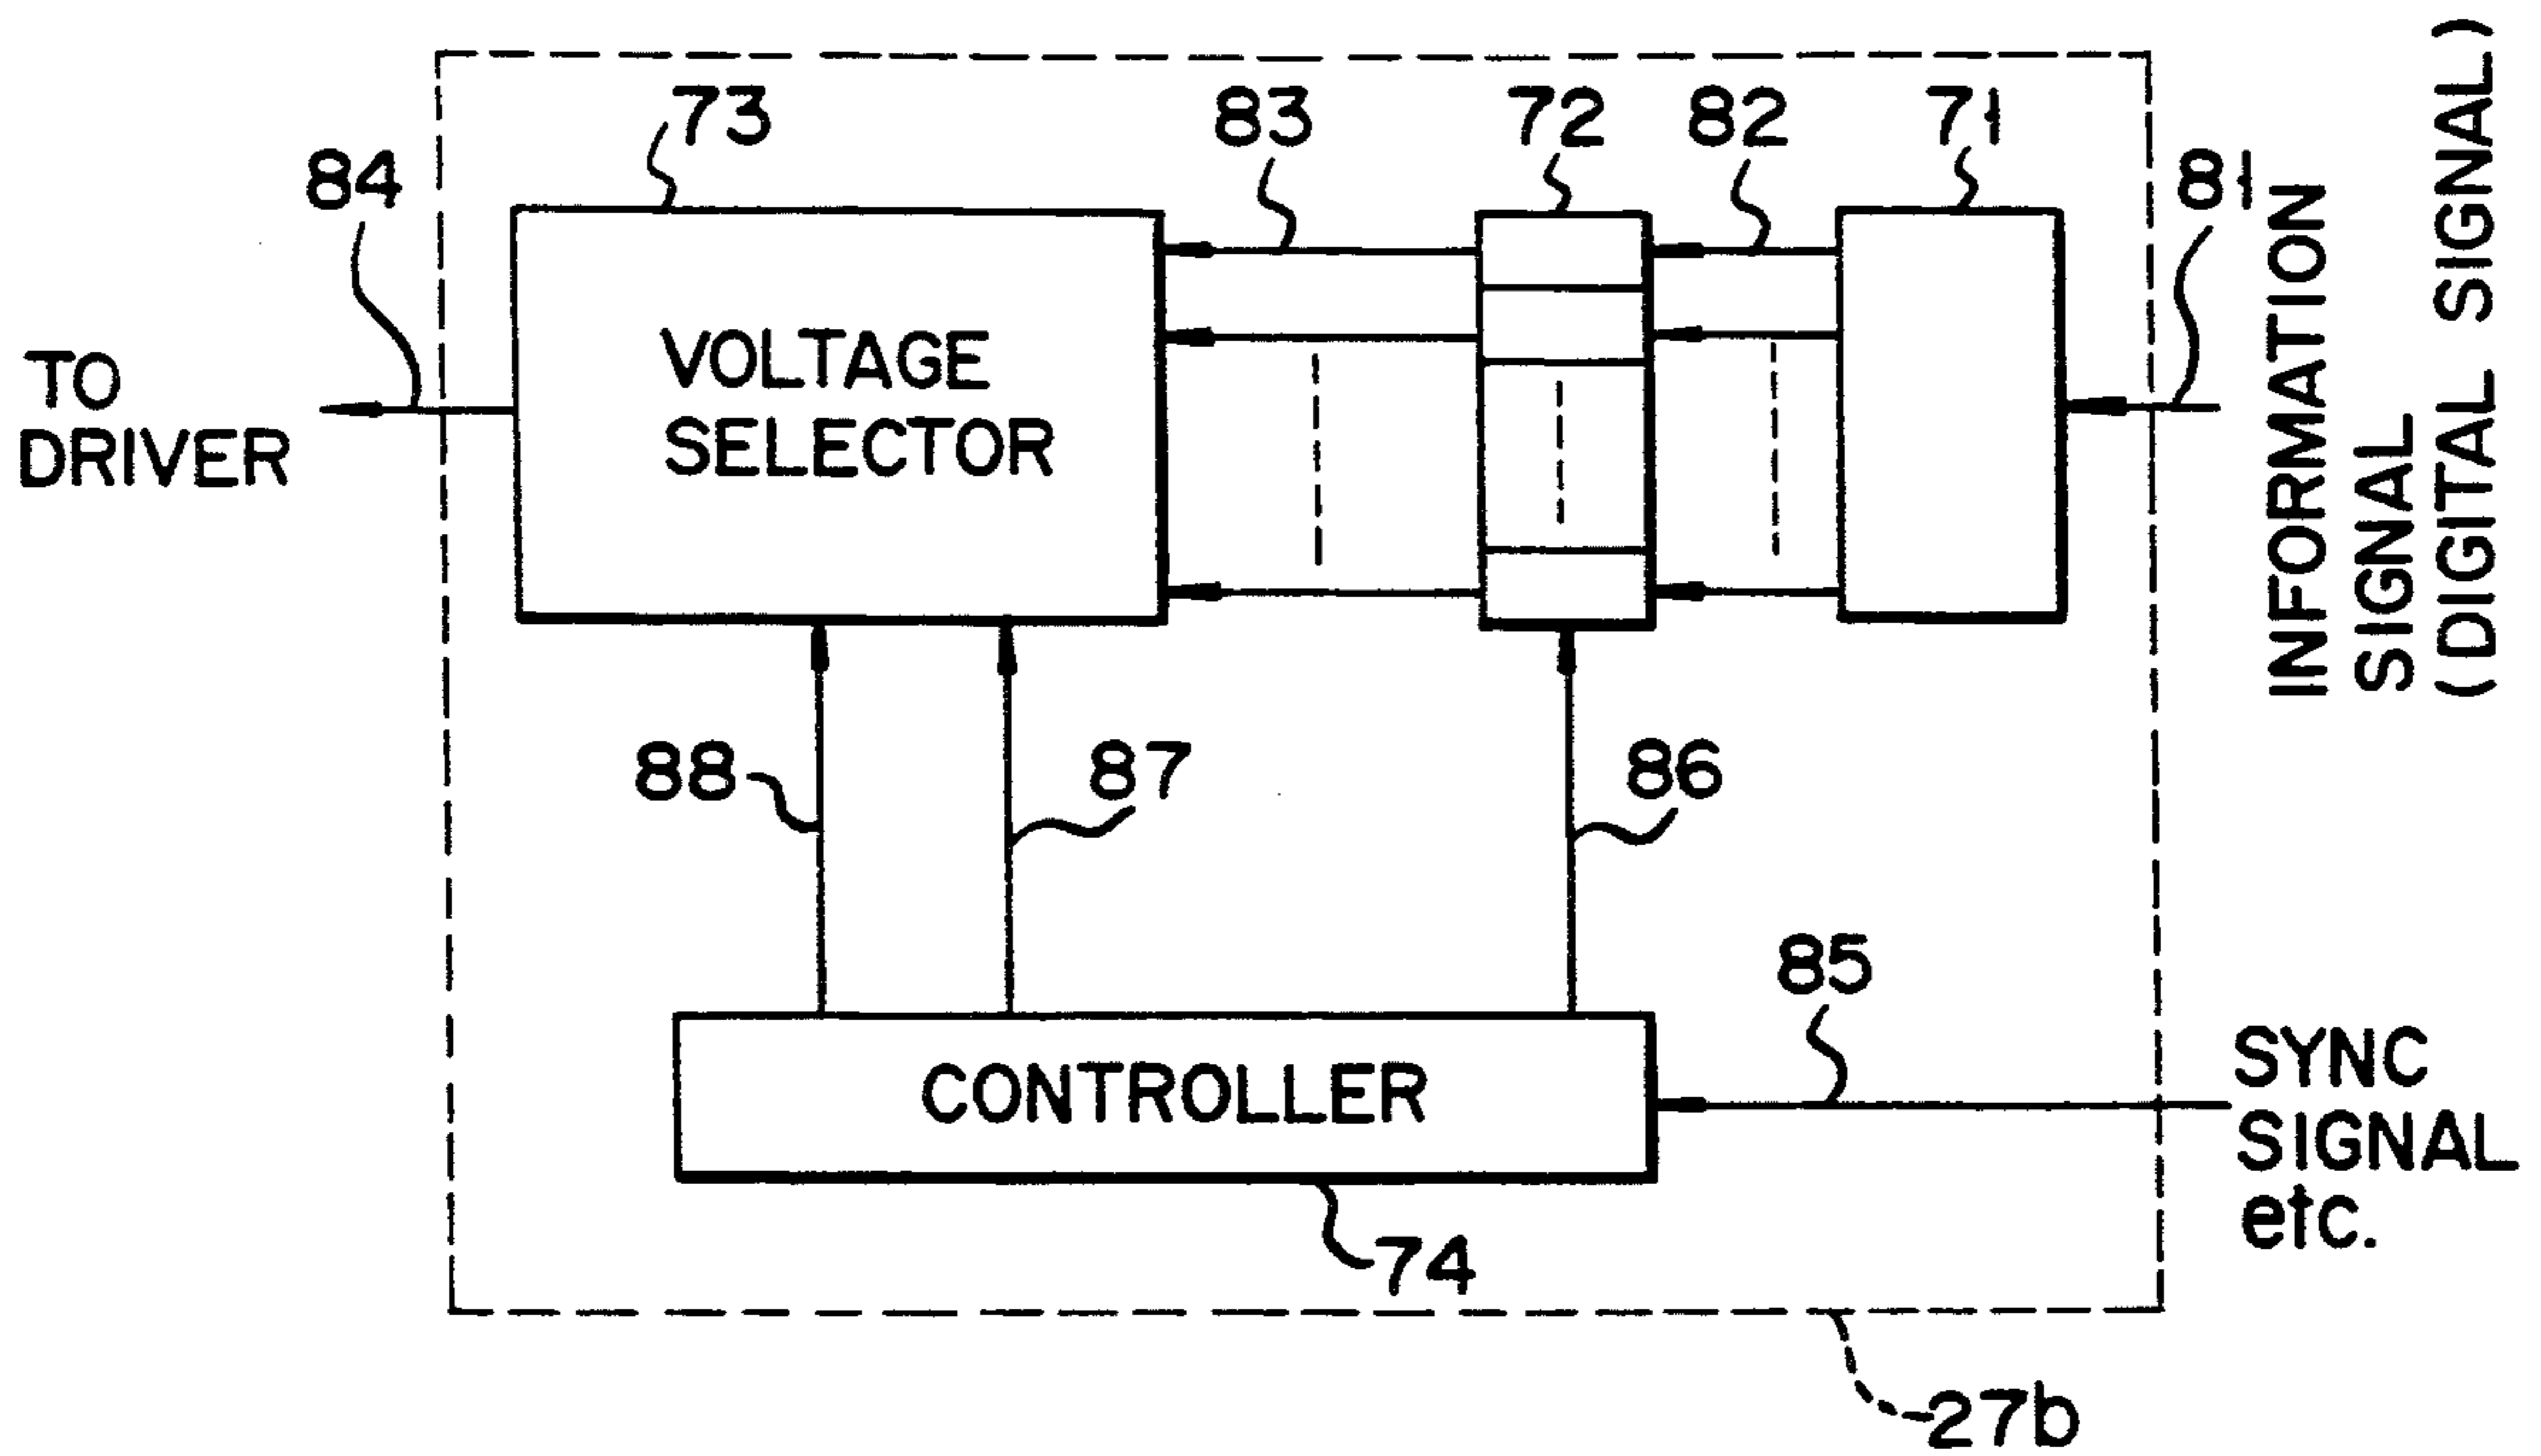 73
83
72
82
71
84
81
VOLTAGE
SELECTOR
TO
DRIVER
INFORMATION
SIGNAL
(DIGITAL SIGNAL)
88
87
86
85
CONTROLLER
SYNC
SIGNAL
etc.
74
27b